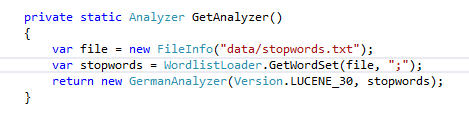 private static Analyzer GetAnalyzer()
{
var file = new FileInfo("data/stopwords.txt");
var stopwords = WordlistLoader.GetWordSet(file, ";");
return new GermanAnalyzer(Version.LUCENE_30, stopwords);
}